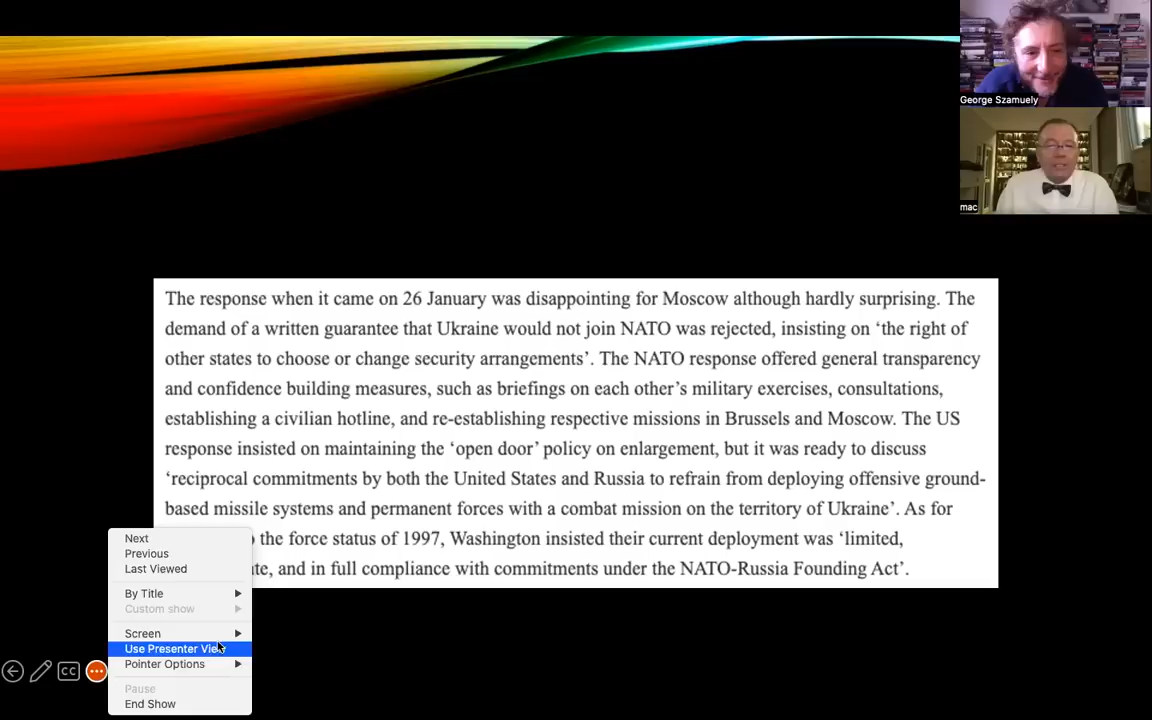 George Szamuely
mac
The response when it came on 26 January was disappointing for Moscow although hardly surprising. The
demand of a written guarantee that Ukraine would not join NATO was rejected, insisting on ‘the right of
other states to choose or change security arrangements’. The NATO response offered general transparency
and confidence building measures, such as briefings on each other’s military exercises, consultations,
establishing a civilian hotline, and re-establishing respective missions in Brussels and Moscow. The US
response insisted on maintaining the ‘open door’ policy on enlargement, but it was ready to discuss
‘reciprocal commitments by both the United States and Russia to refrain from deploying offensive ground-
based missile systems and permanent forces with a combat mission on the territory of Ukraine’. As for
the force status of 1997, Washington insisted their current deployment was ‘limited,
and in full compliance with commitments under the NATO-Russia Founding Act’.
Next
Previous
Last Viewed
By Title
Custom show
Screen
Use Presenter View
Pointer Options
Pause
End Show
CC